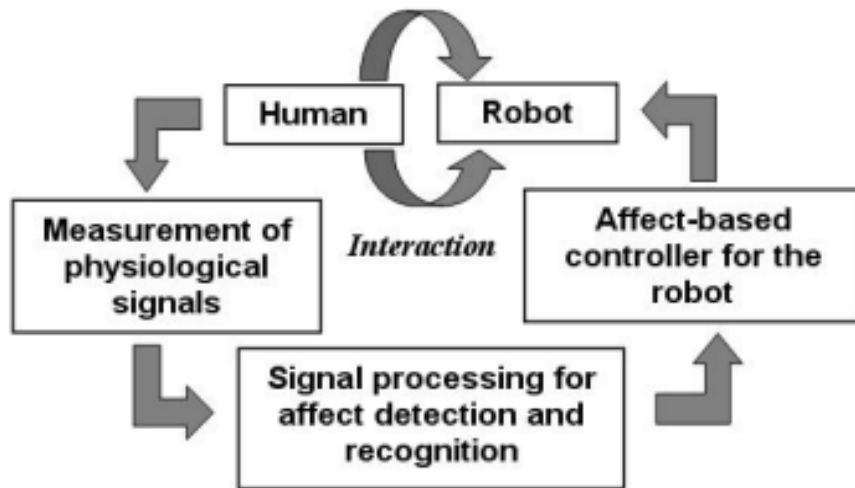 Human
Robot
Interaction
Measurement of
physiological
signals
Signal processing for
affect detection and
recognition
Affect-based
controller for the
robot